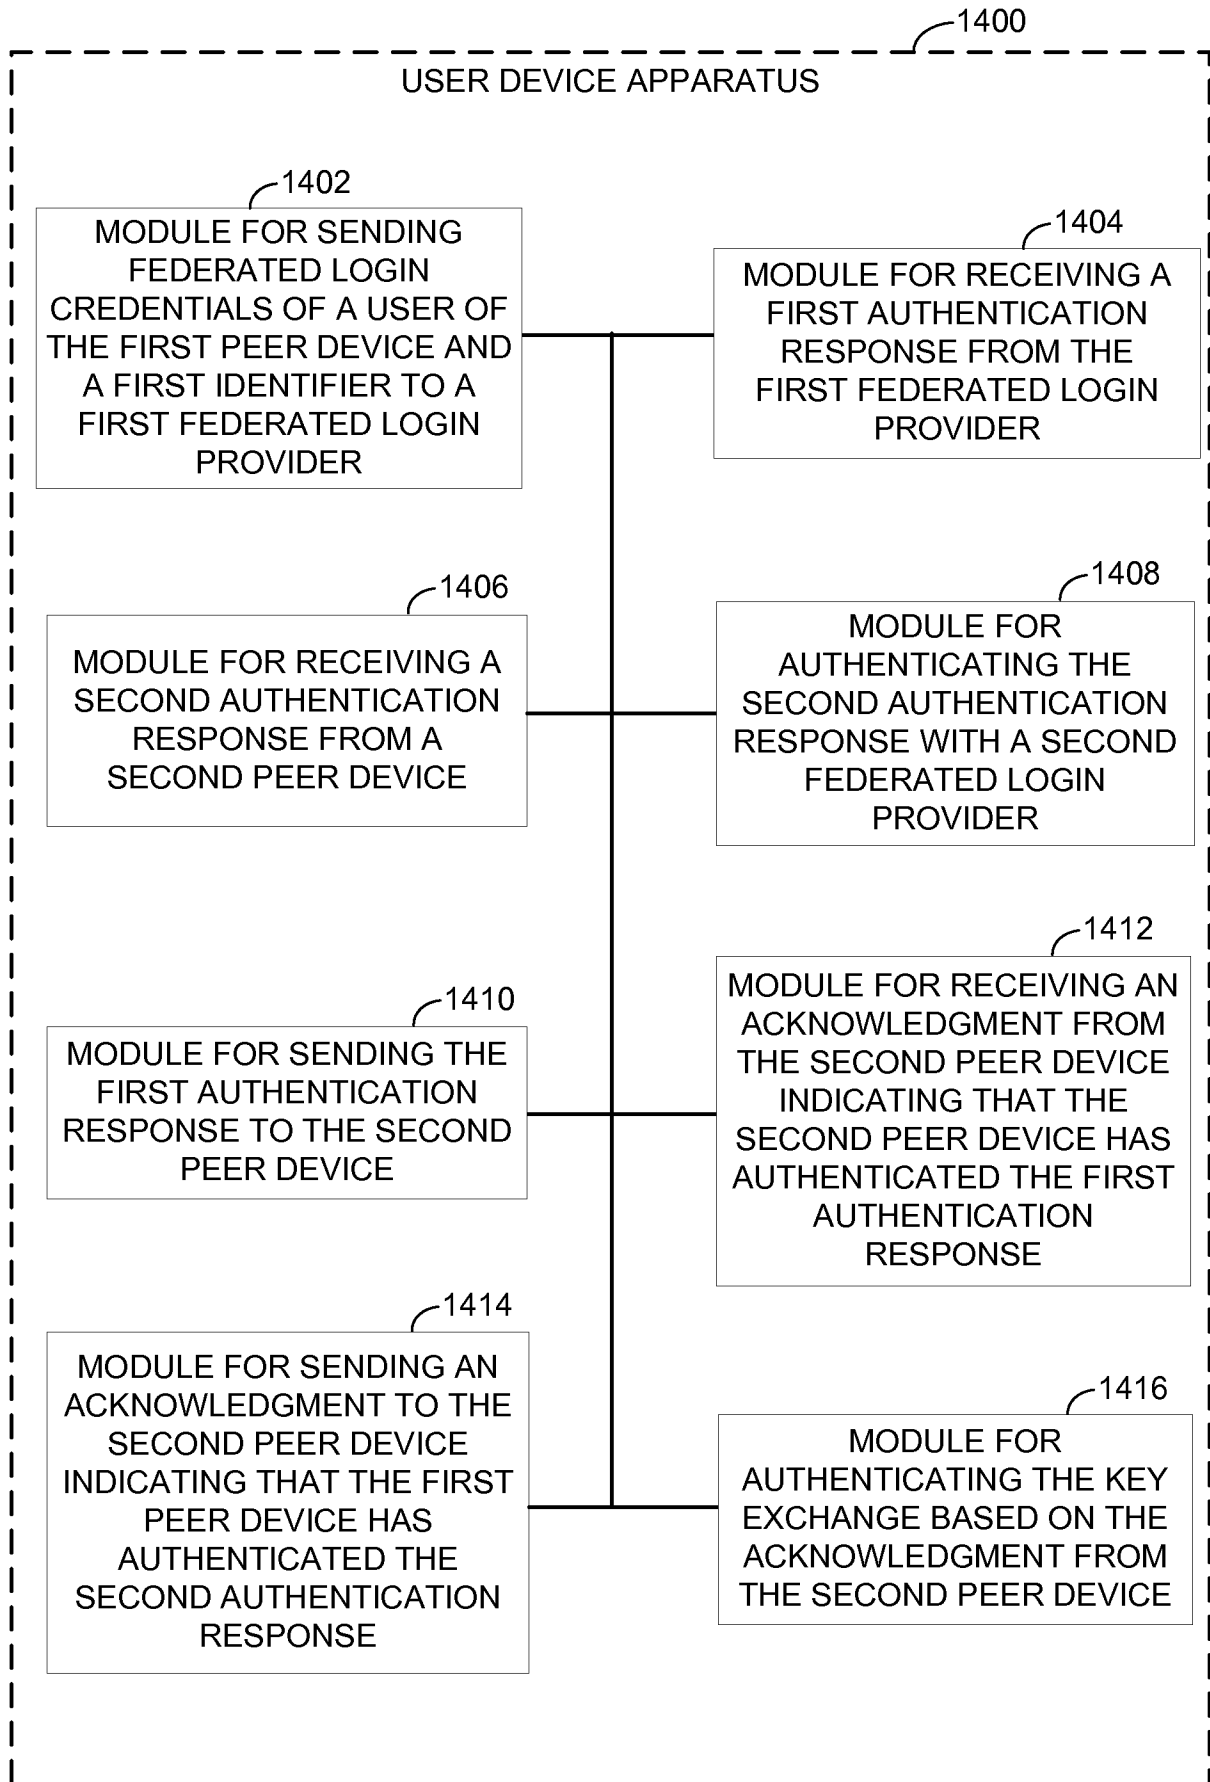 1400
USER DEVICE APPARATUS
1402
MODULE FOR SENDING
FEDERATED LOGIN
CREDENTIALS OF A USER OF
THE FIRST PEER DEVICE AND
A FIRST IDENTIFIER TO A
FIRST FEDERATED LOGIN
PROVIDER
1404
MODULE FOR RECEIVING A
FIRST AUTHENTICATION
RESPONSE FROM THE
FIRST FEDERATED LOGIN
PROVIDER
1406
MODULE FOR RECEIVING A
SECOND AUTHENTICATION
RESPONSE FROM A
SECOND PEER DEVICE
1408
MODULE FOR
AUTHENTICATING THE
SECOND AUTHENTICATION
RESPONSE WITH A SECOND
FEDERATED LOGIN
PROVIDER
1410
MODULE FOR SENDING THE
FIRST AUTHENTICATION
RESPONSE TO THE SECOND
PEER DEVICE
1412
MODULE FOR RECEIVING AN
ACKNOWLEDGMENT FROM
THE SECOND PEER DEVICE
INDICATING THAT THE
SECOND PEER DEVICE HAS
AUTHENTICATED THE FIRST
AUTHENTICATION
RESPONSE
1414
MODULE FOR SENDING AN
ACKNOWLEDGMENT TO THE
SECOND PEER DEVICE
INDICATING THAT THE FIRST
PEER DEVICE HAS
AUTHENTICATED THE
SECOND AUTHENTICATION
RESPONSE
1416
MODULE FOR
AUTHENTICATING THE KEY
EXCHANGE BASED ON THE
ACKNOWLEDGMENT FROM
THE SECOND PEER DEVICE